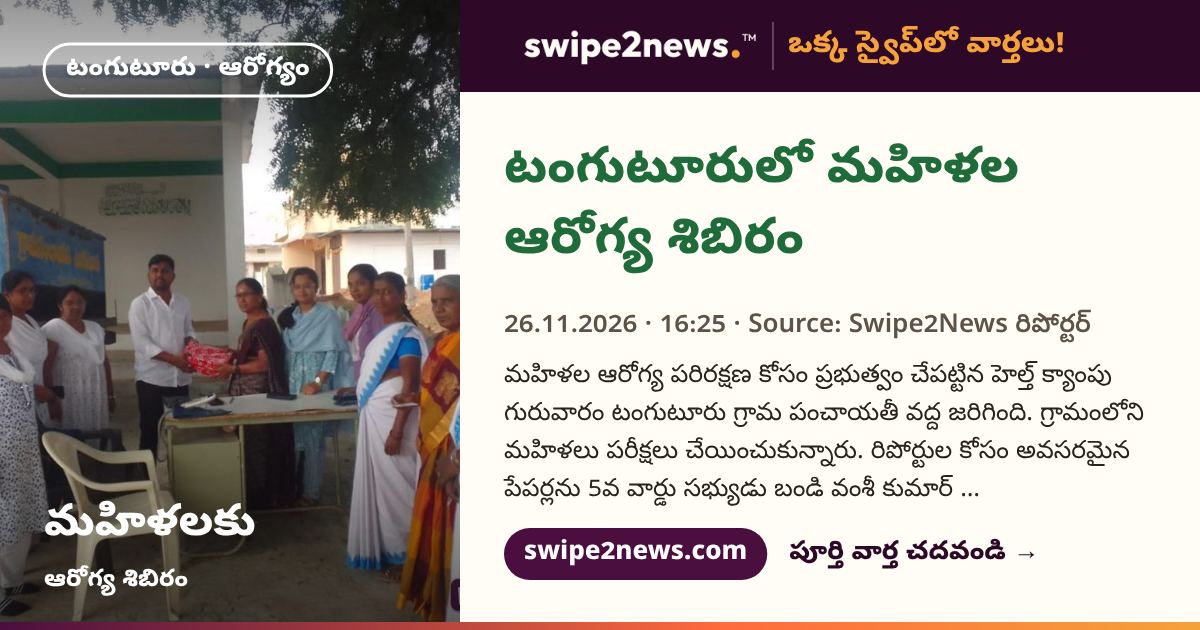 టంగుటూరు · ఆరోగ్యం
మహిళలకు
ఆరోగ్య శిబిరం
swipe2news.™
ఒక్క స్వైప్‌లో వార్తలు!
టంగుటూరులో మహిళల
ఆరోగ్య శిబిరం
26.11.2026 · 16:25 · Source: Swipe2News రిపోర్టర్
మహిళల ఆరోగ్య పరిరక్షణ కోసం ప్రభుత్వం చేపట్టిన హెల్త్ క్యాంపు
గురువారం టంగుటూరు గ్రామ పంచాయతీ వద్ద జరిగింది. గ్రామంలోని
మహిళలు పరీక్షలు చేయించుకున్నారు. రిపోర్టుల కోసం అవసరమైన
పేపర్లను 5వ వార్డు సభ్యుడు బండి వంశీ కుమార్ ...
swipe2news.com
పూర్తి వార్త చదవండి →